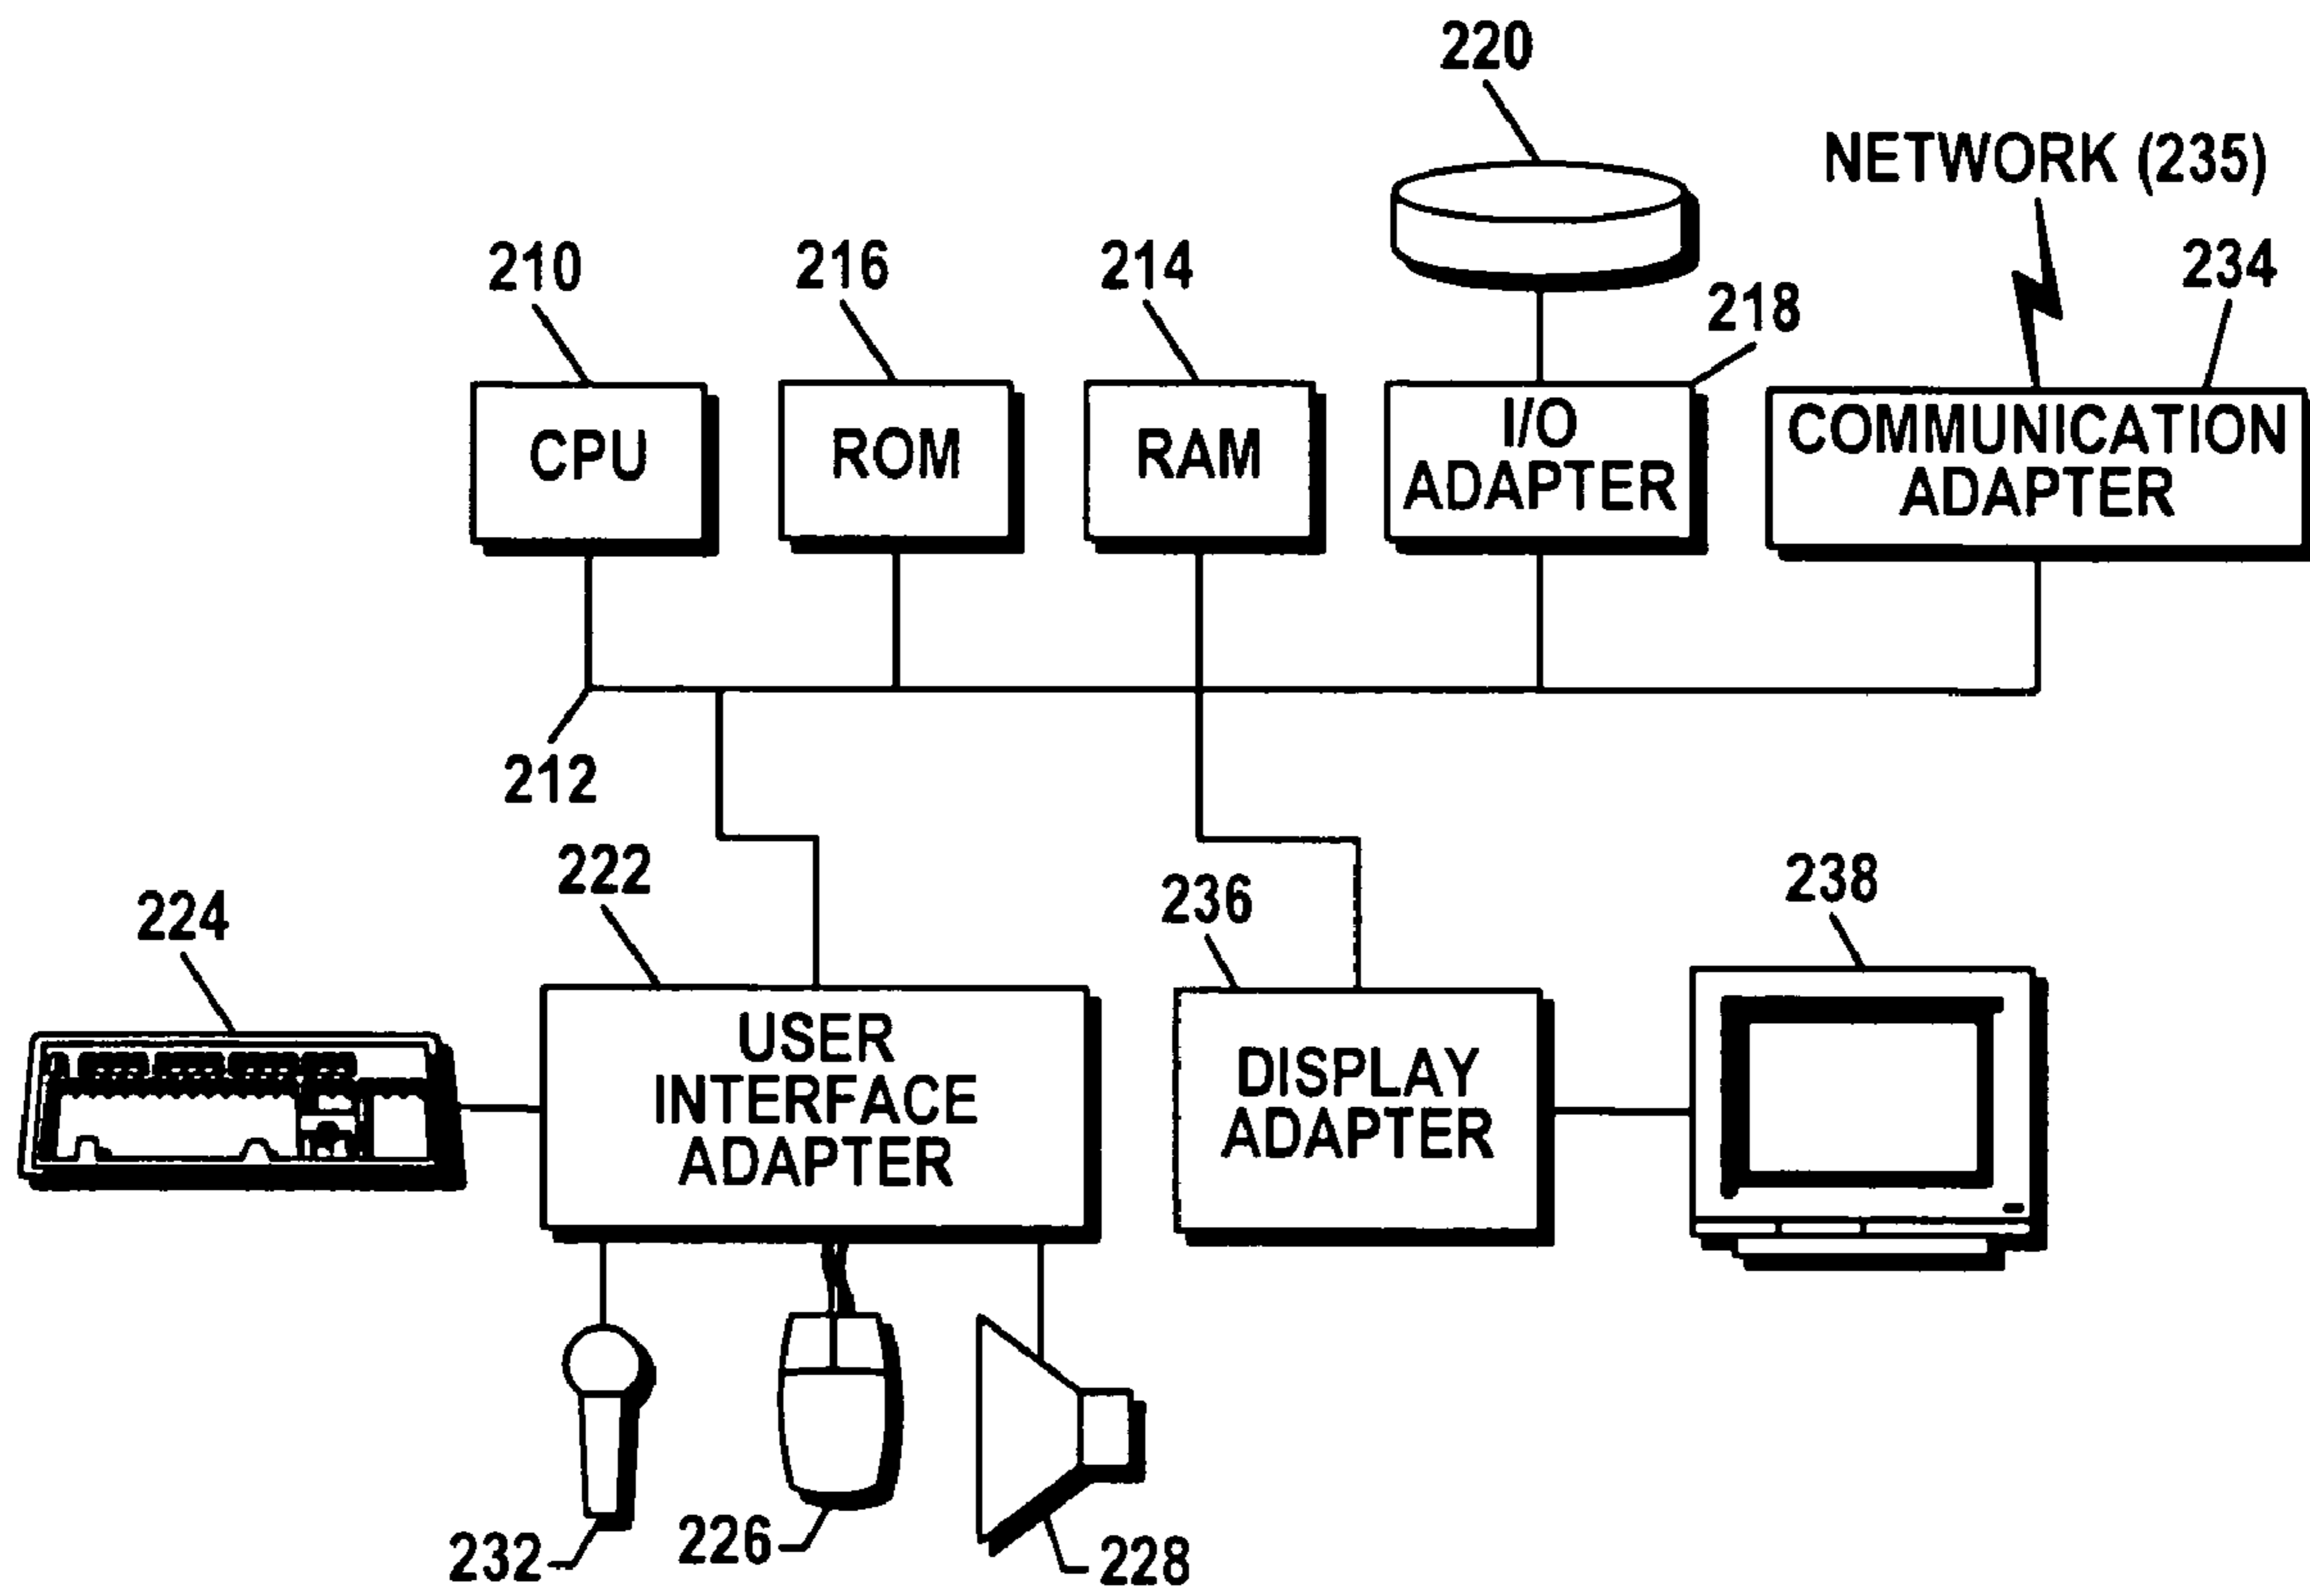 220
NETWORK (235)
210
216
214
218
234
CPU
ROM
RAM
I/O
ADAPTER
COMMUNICATION
ADAPTER
212
222
236
238
224
USER
INTERFACE
ADAPTER
DISPLAY
ADAPTER
232
226
228